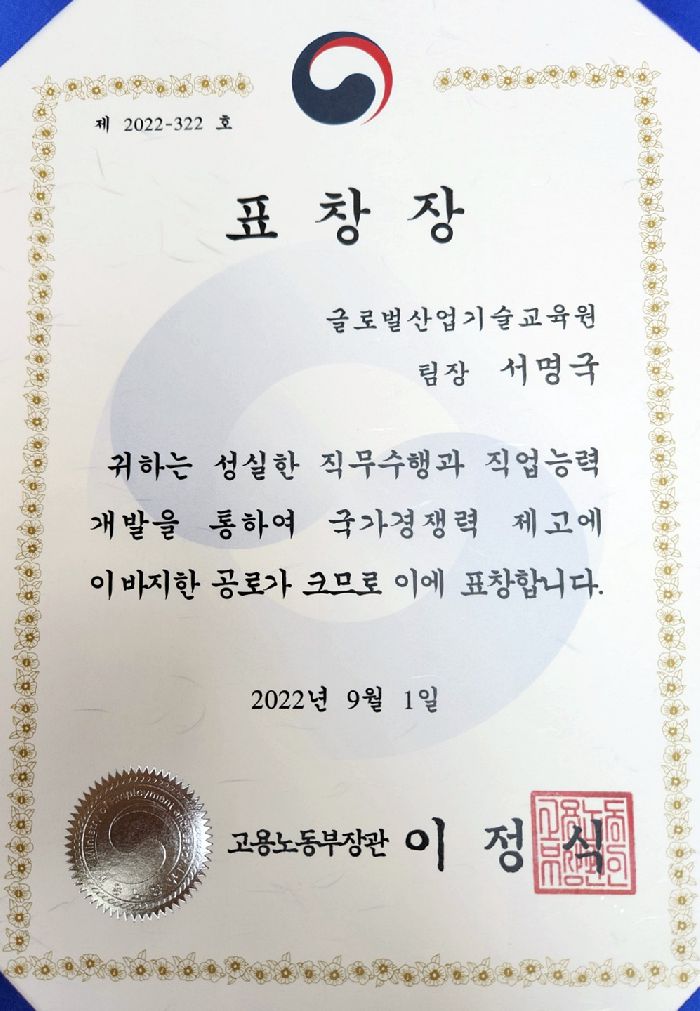 제 2022-322 호
표 창 장
글로벌산업기술교육원
팀장 서명국
귀하는 성실한 직무수행과 직업능력
개발을 통하여 국가경쟁력 제고에
이바지한 공로가 크므로 이에 표창합니다.
2022년 9월 1일
고용노동부장관 이 정 식